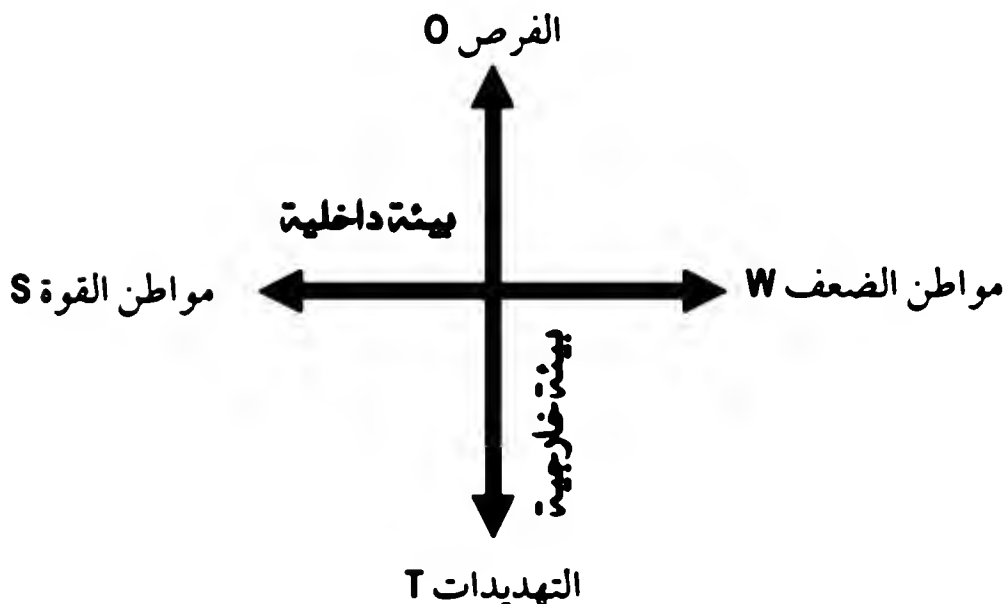 الفرص O
بيئة داخلية
مواطن الضعف W
مواطن القوة S
بيئة خارجية
التهديدات T